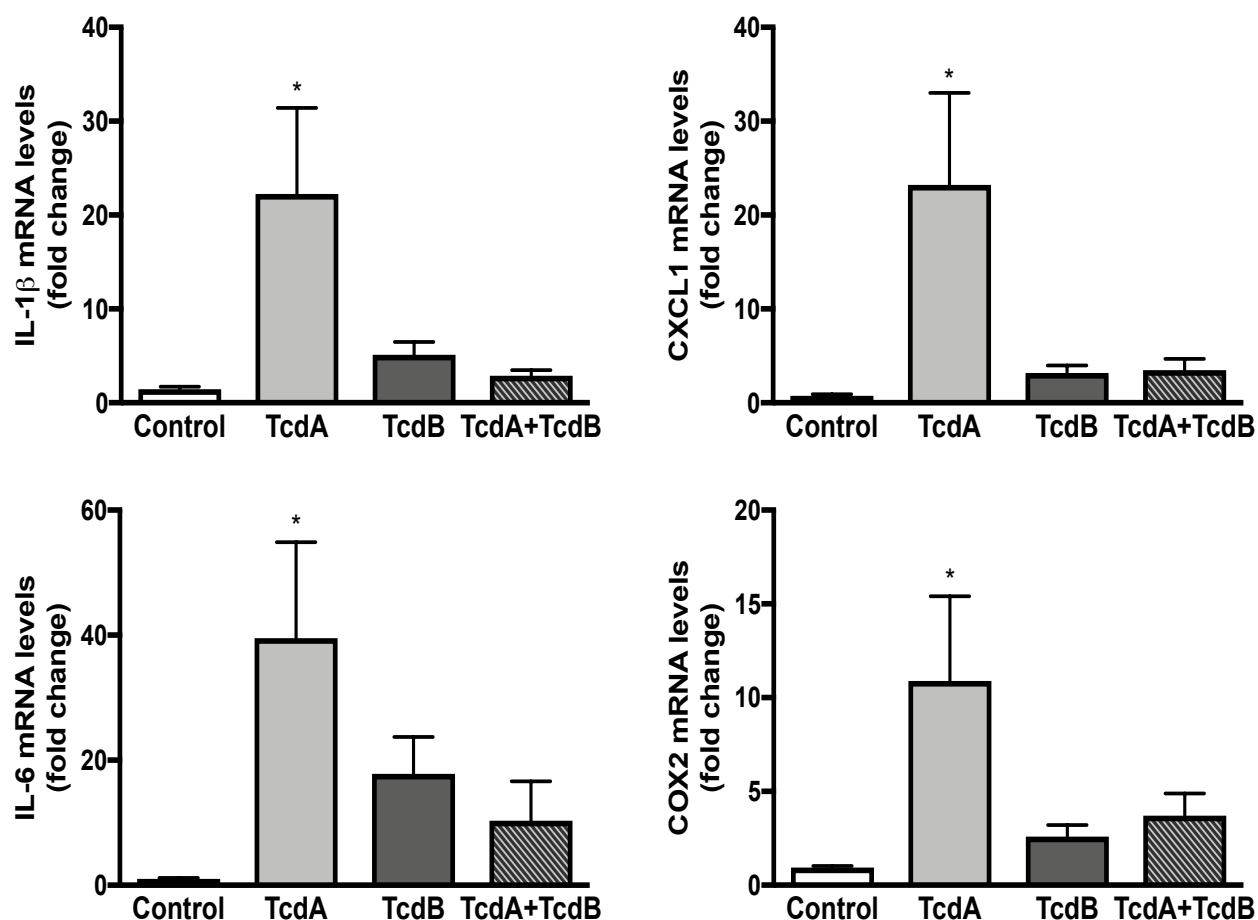 IL-1β mRNA levels
(fold change)
40
30
20
10
0
*
Control TcdA TcdB TcdA+TcdB
CXCL1 mRNA levels
(fold change)
40
30
20
10
0
*
Control TcdA TcdB TcdA+TcdB
IL-6 mRNA levels
(fold change)
60
40
20
0
*
Control TcdA TcdB TcdA+TcdB
COX2 mRNA levels
(fold change)
20
15
10
5
0
*
Control TcdA TcdB TcdA+TcdB